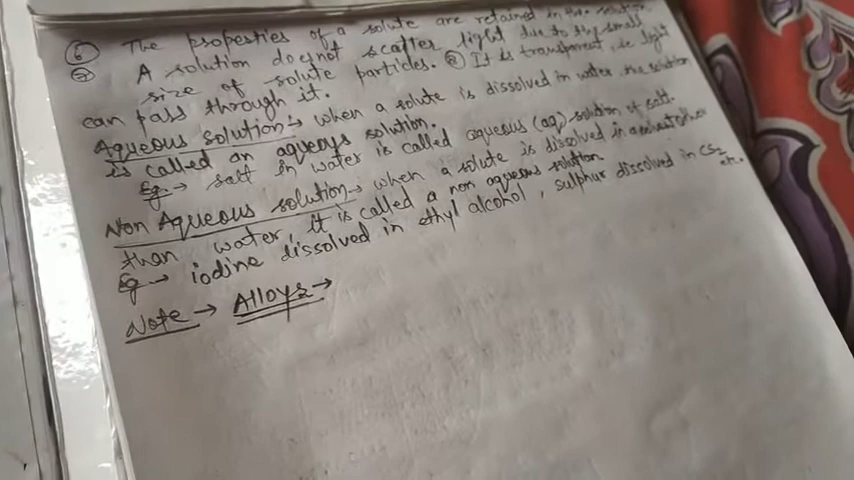 ⑥ The properties of a solute are retained in the solution.
⑦ A solution does not scatter light due to the small
size of solute particles. ⑧ It is transparent i.e light
can pass through it.
Aqueous solution → when a solute is dissolved in water the solution
is called an aqueous solution.
Eg. → salt in water is called aqueous (aq) solution of salt.
Non Aqueous solution → when a solute is dissolved in a other
than water, it is called a non aqueous solution.
Eg → iodine dissolved in ethyl alcohol, sulphur dissolved in CS2
etc.
Note → Alloys →